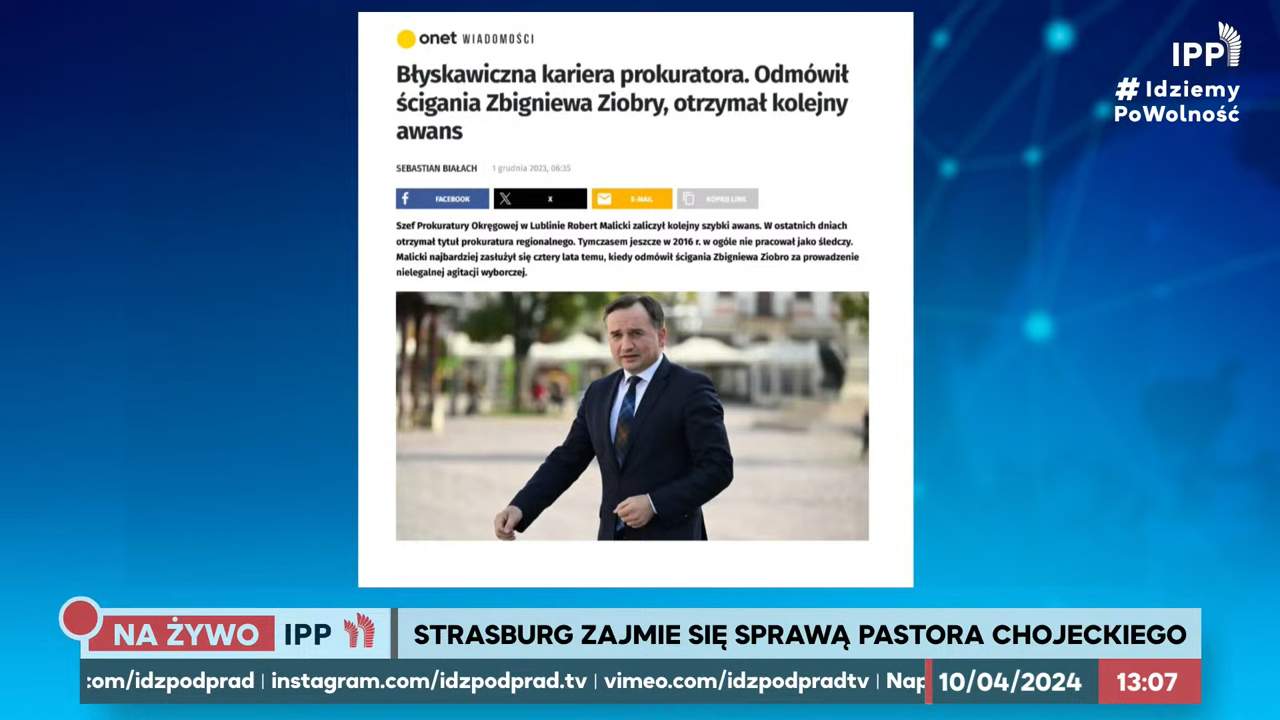 onet WIADOMOŚCI
Błyskawiczna kariera prokuratora. Odmówił
ścigania Zbigniewa Ziobry, otrzymał kolejny
awans
SEBASTIAN BIAŁACH 1 grudnia 2023, 06:35
FACEBOOK X E-MAIL KOPIUJ LINK
Szef Prokuratury Okręgowej w Lublinie Robert Malicki zaliczył kolejny szybki awans. W ostatnich dniach
otrzymał tytuł prokuratura regionalnego. Tymczasem jeszcze w 2016 r. w ogóle nie pracował jako śledczy.
Malicki najbardziej zasłużył się cztery lata temu, kiedy odmówił ścigania Zbigniewa Ziobro za prowadzenie
nielegalnej agitacji wyborczej.
IPP
#Idziemy
PoWolność
NA ŻYWO IPP
STRASBURG ZAJMIE SIĘ SPRAWĄ PASTORA CHOJECKIEGO
.com/idzpodprad | instagram.com/idzpodprad.tv | vimeo.com/idzpodpradtv | Nap
10/04/2024 13:07